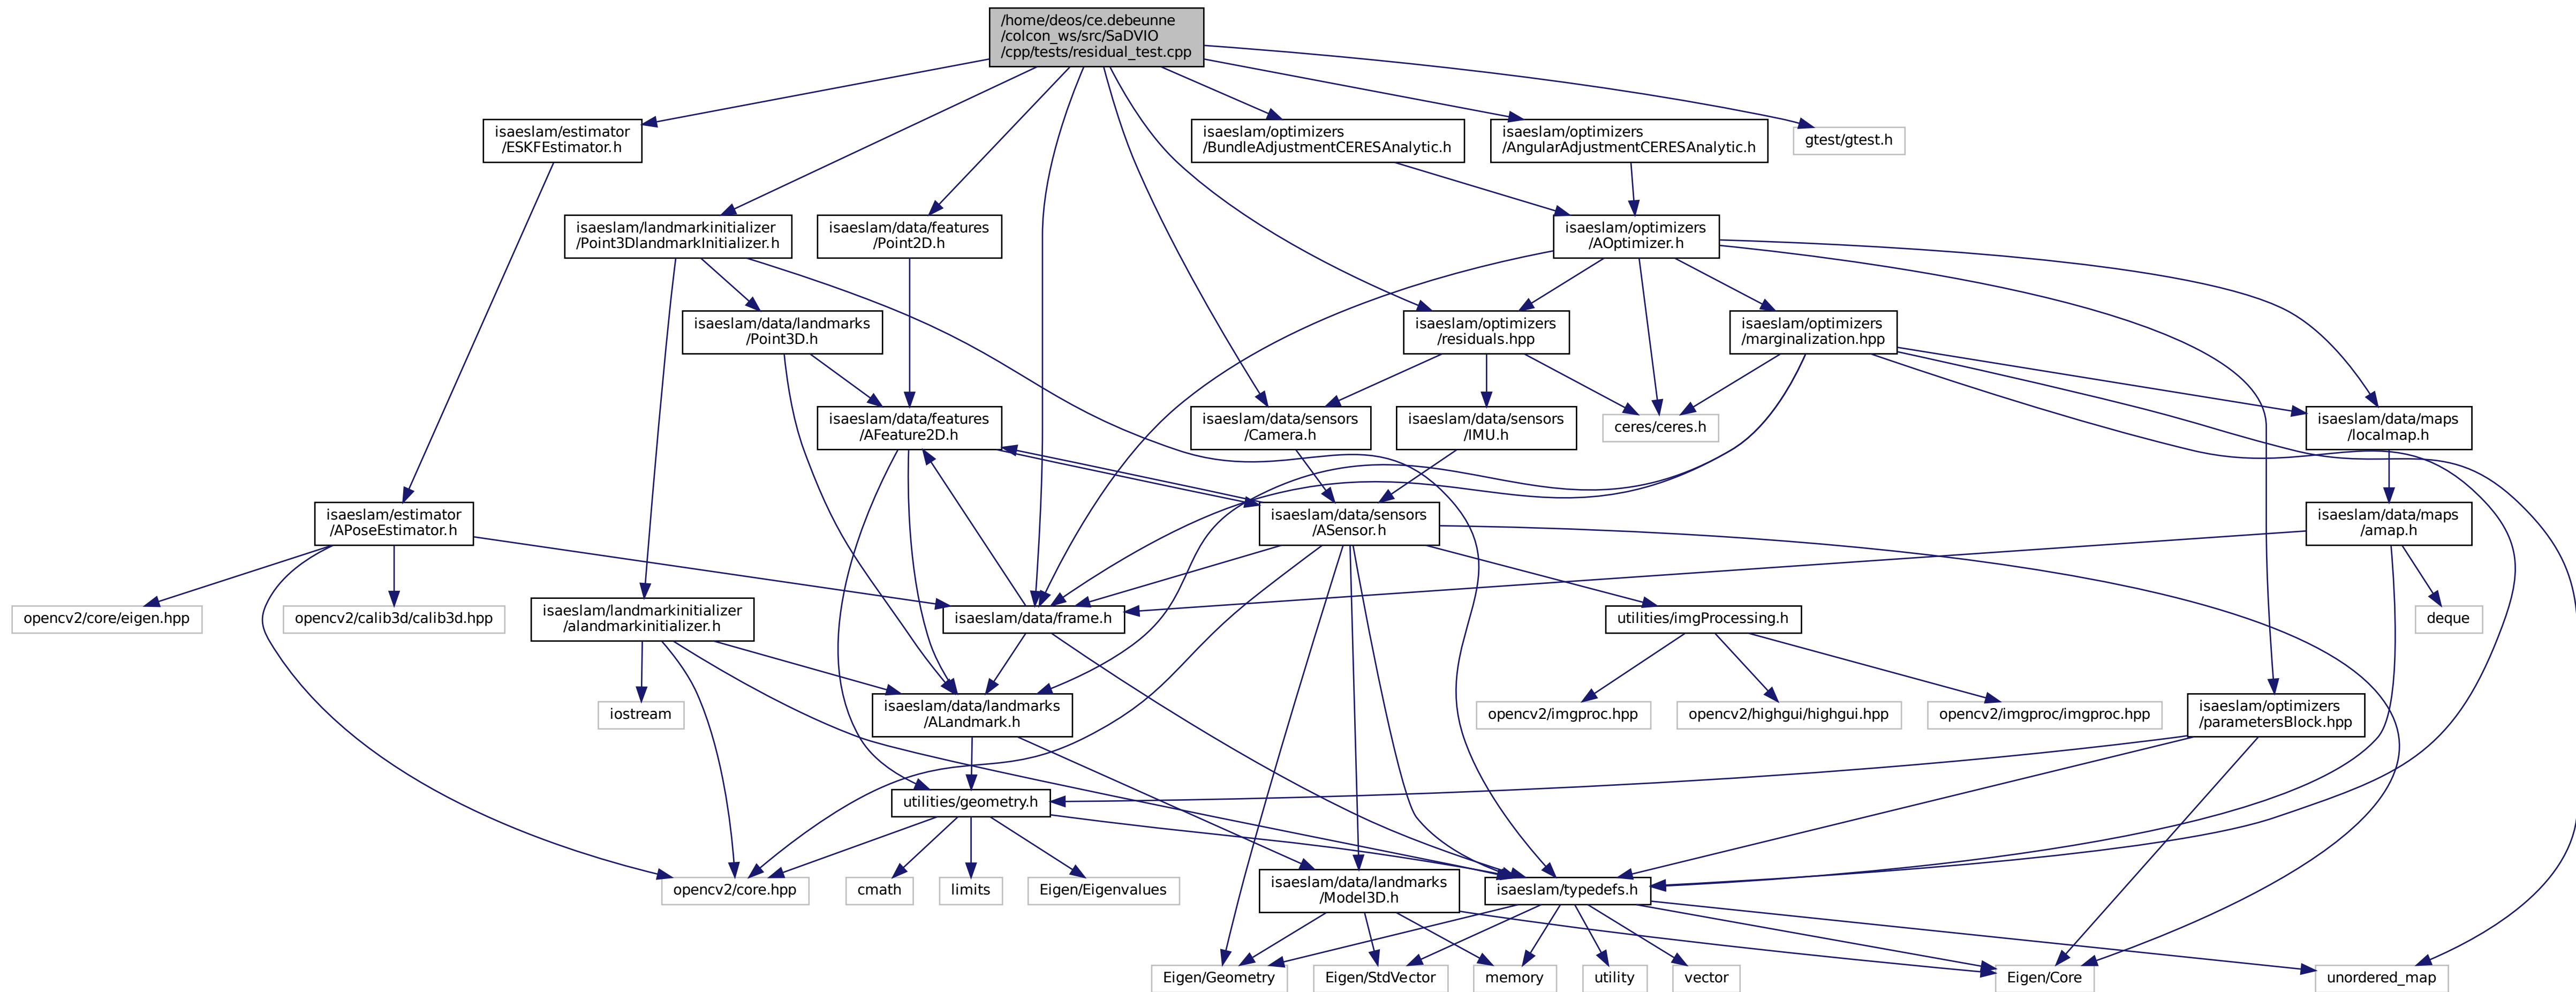 /home/deos/ce.debeunne
/colcon_ws/src/SaDVIO
/cpp/tests/residual_test.cpp
isaeslam/estimator
/ESKFEstimator.h
isaeslam/optimizers
/BundleAdjustmentCERESAnalytic.h
isaeslam/optimizers
/AngularAdjustmentCERESAnalytic.h
gtest/gtest.h
isaeslam/landmarkinitializer
/Point3DlandmarkInitializer.h
isaeslam/data/features
/Point2D.h
isaeslam/optimizers
/AOptimizer.h
isaeslam/data/landmarks
/Point3D.h
isaeslam/optimizers
/residuals.hpp
isaeslam/optimizers
/marginalization.hpp
isaeslam/data/features
/AFeature2D.h
isaeslam/data/sensors
/Camera.h
isaeslam/data/sensors
/IMU.h
ceres/ceres.h
isaeslam/data/maps
/localmap.h
isaeslam/estimator
/APoseEstimator.h
isaeslam/data/sensors
/ASensor.h
isaeslam/data/maps
/amap.h
opencv2/core/eigen.hpp
opencv2/calib3d/calib3d.hpp
isaeslam/landmarkinitializer
/alandmarkinitializer.h
isaeslam/data/frame.h
utilities/imgProcessing.h
deque
iostream
isaeslam/data/landmarks
/ALandmark.h
opencv2/imgproc.hpp
opencv2/highgui/highgui.hpp
opencv2/imgproc/imgproc.hpp
isaeslam/optimizers
/parametersBlock.hpp
utilities/geometry.h
opencv2/core.hpp
cmath
limits
Eigen/Eigenvalues
isaeslam/data/landmarks
/Model3D.h
isaeslam/typedefs.h
Eigen/Geometry
Eigen/StdVector
memory
utility
vector
Eigen/Core
unordered_map